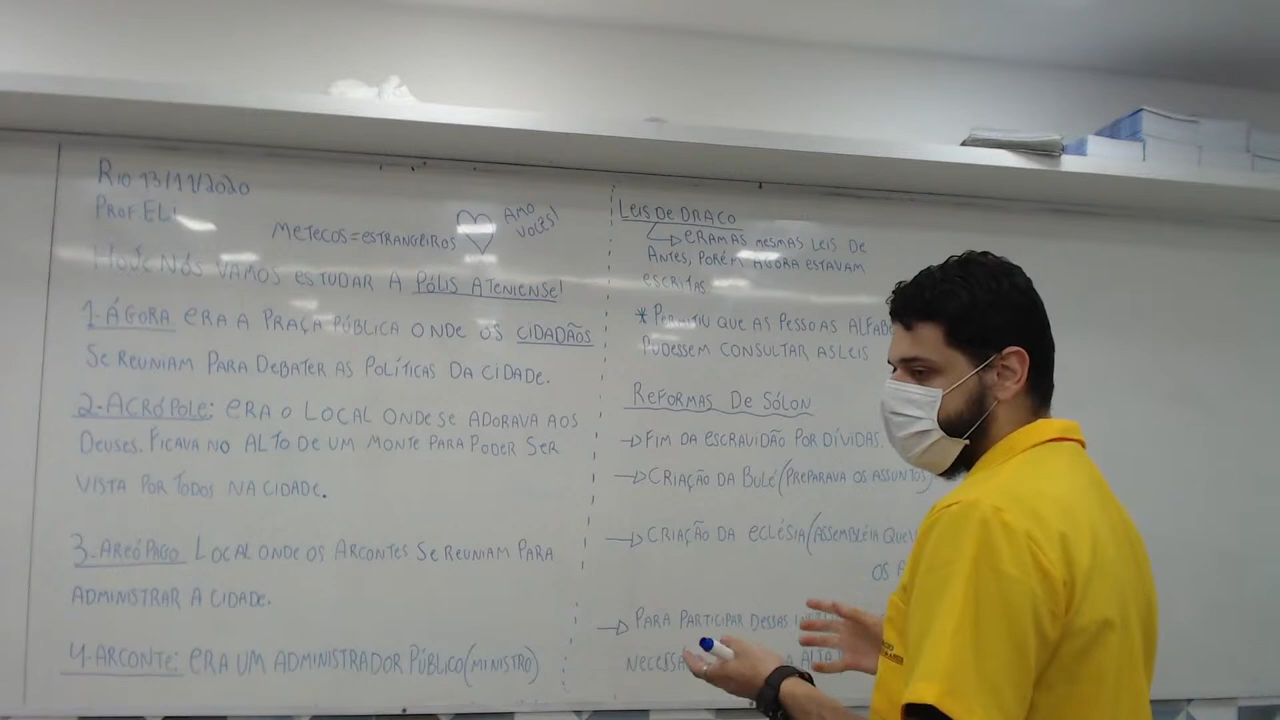 RIO 13/11/2020
PROF. ELI
METECOS = ESTRANGEIROS
AMO
VOCÊS!
HOJE NÓS VAMOS ESTUDAR A PÓLIS ATENIENSE!
1-ÁGORA ERA A PRAÇA PÚBLICA ONDE OS CIDADÃOS
SE REUNIAM PARA DEBATER AS POLÍTICAS DA CIDADE.
2-ACRÓPOLE: ERA O LOCAL ONDE SE ADORAVA AOS
DEUSES. FICAVA NO ALTO DE UM MONTE PARA PODER SER
VISTA POR TODOS NA CIDADE.
3-AREÓPAGO LOCAL ONDE OS ARCONTES SE REUNIAM PARA
ADMINISTRAR A CIDADE.
4-ARCONTE: ERA UM ADMINISTRADOR PÚBLICO (MINISTRO)
LEIS DE DRACO
ERAM AS MESMAS LEIS DE
ANTES, PORÉM AGORA ESTAVAM
ESCRITAS.
* PERMITIU QUE AS PESSOAS ALFAB
PUDESSEM CONSULTAR AS LEIS
REFORMAS DE SÓLON
→ FIM DA ESCRAVIDÃO POR DÍVIDAS.
→ CRIAÇÃO DA BULÉ (PREPARAVA OS ASSUNTOS)
→ CRIAÇÃO DA ECLÉSIA (ASSEMBLÉIA QUE
OS
→ PARA PARTICIPAR DESSAS
NECESSÁ A ALTA